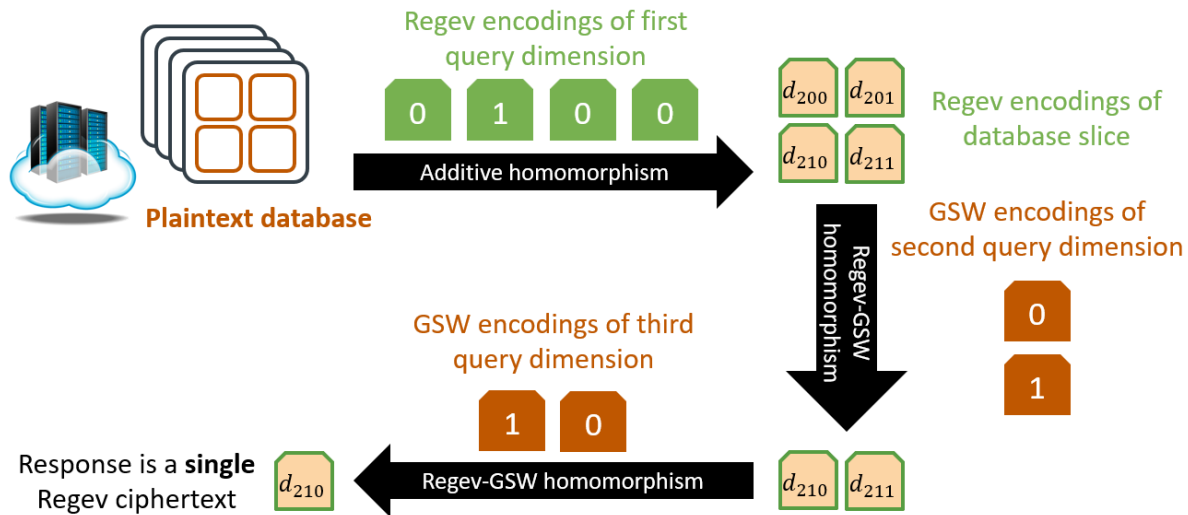 Regev encodings of first
query dimension
0 1 0 0
Additive homomorphism
Plaintext database
d₂₀₀ d₂₀₁
d₂₁₀ d₂₁₁
Regev encodings of
database slice
GSW encodings of
second query dimension
0
1
Regev-GSW
homomorphism
d₂₁₀ d₂₁₁
GSW encodings of third
query dimension
1 0
Regev-GSW homomorphism
d₂₁₀
Response is a single
Regev ciphertext